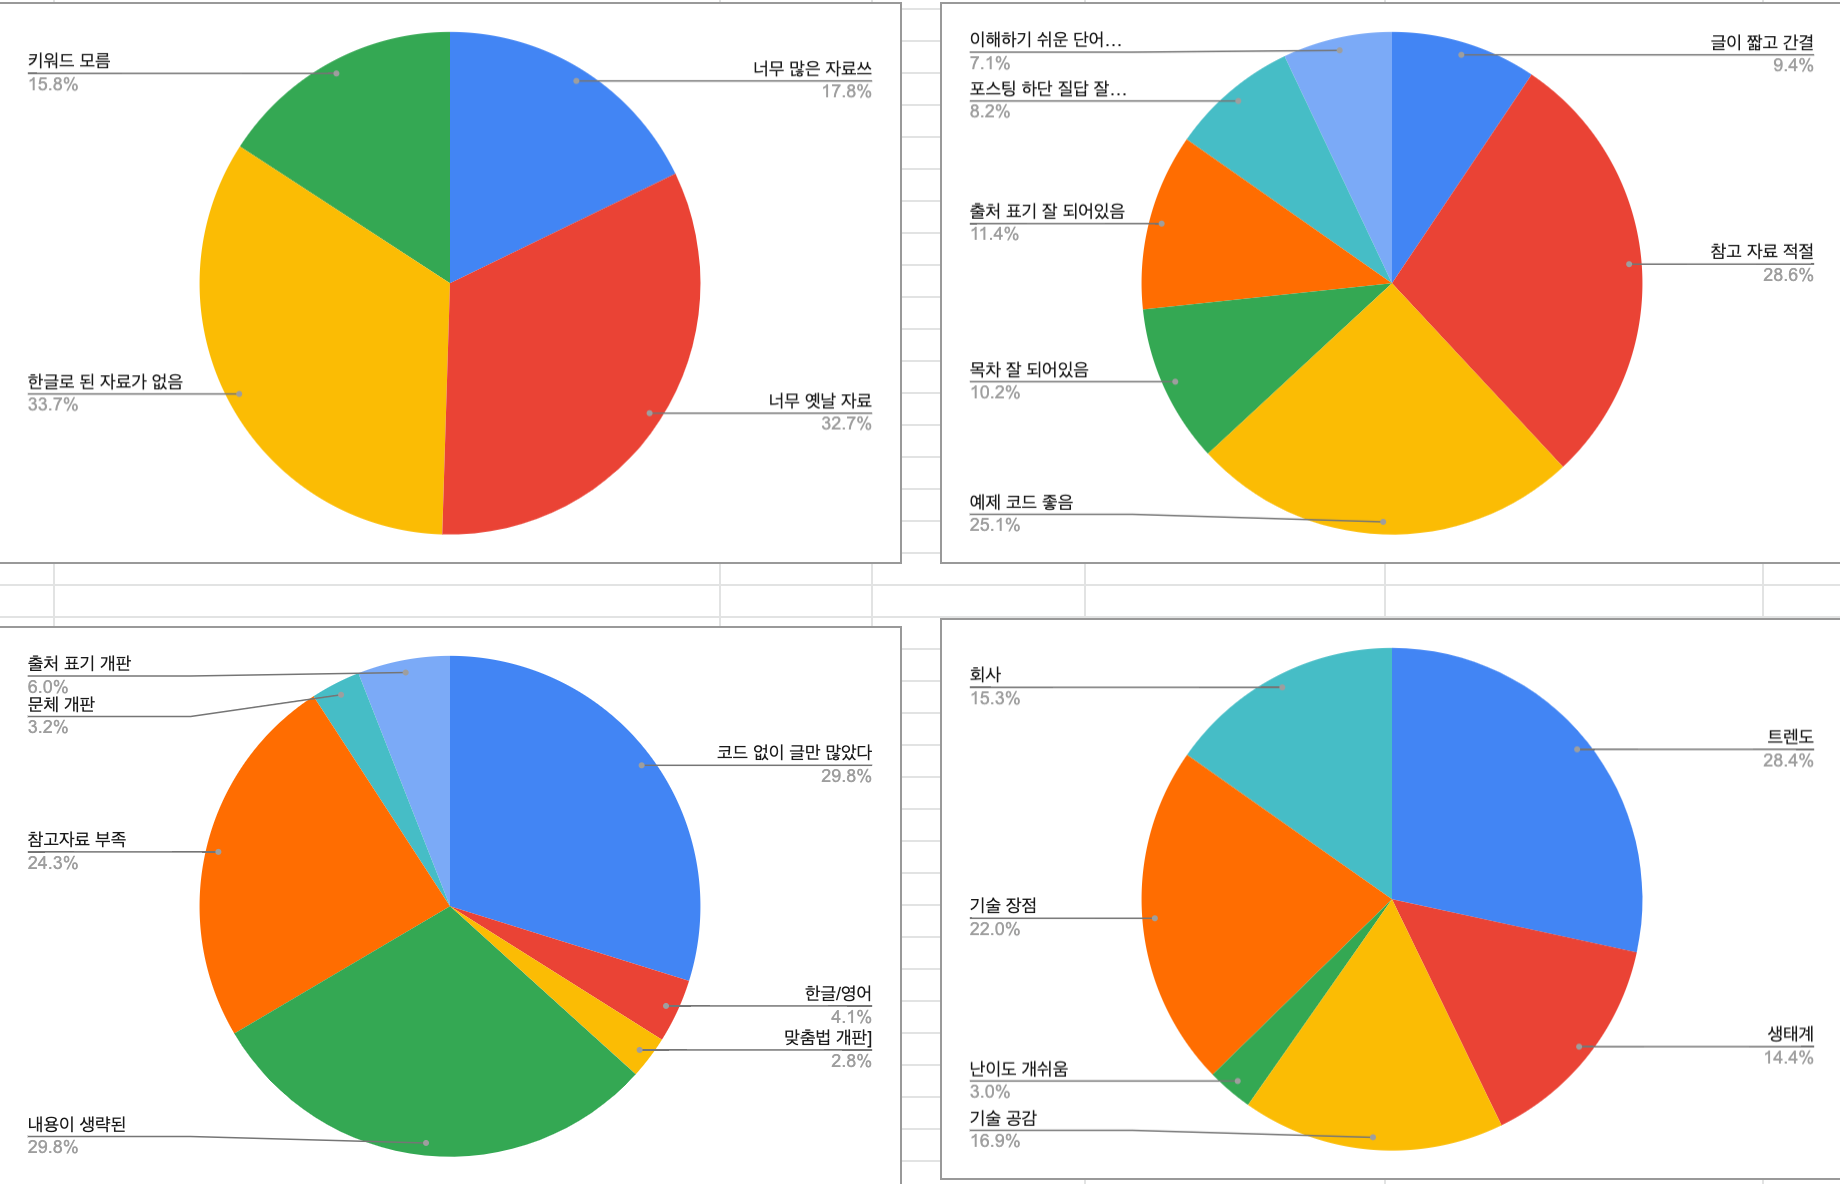 키워드 모름
15.8%
너무 많은 자료쓰
17.8%
한글로 된 자료가 없음
33.7%
너무 옛날 자료
32.7%
이해하기 쉬운 단어…
7.1%
포스팅 하단 질답 잘…
8.2%
출처 표기 잘 되어있음
11.4%
목차 잘 되어있음
10.2%
예제 코드 좋음
25.1%
글이 짧고 간결
9.4%
참고 자료 적절
28.6%
출처 표기 개판
6.0%
문체 개판
3.2%
참고자료 부족
24.3%
내용이 생략된
29.8%
코드 없이 글만 많았다
29.8%
한글/영어
4.1%
맞춤법 개판]
2.8%
회사
15.3%
기술 장점
22.0%
난이도 개쉬움
3.0%
기술 공감
16.9%
트렌도
28.4%
생태계
14.4%